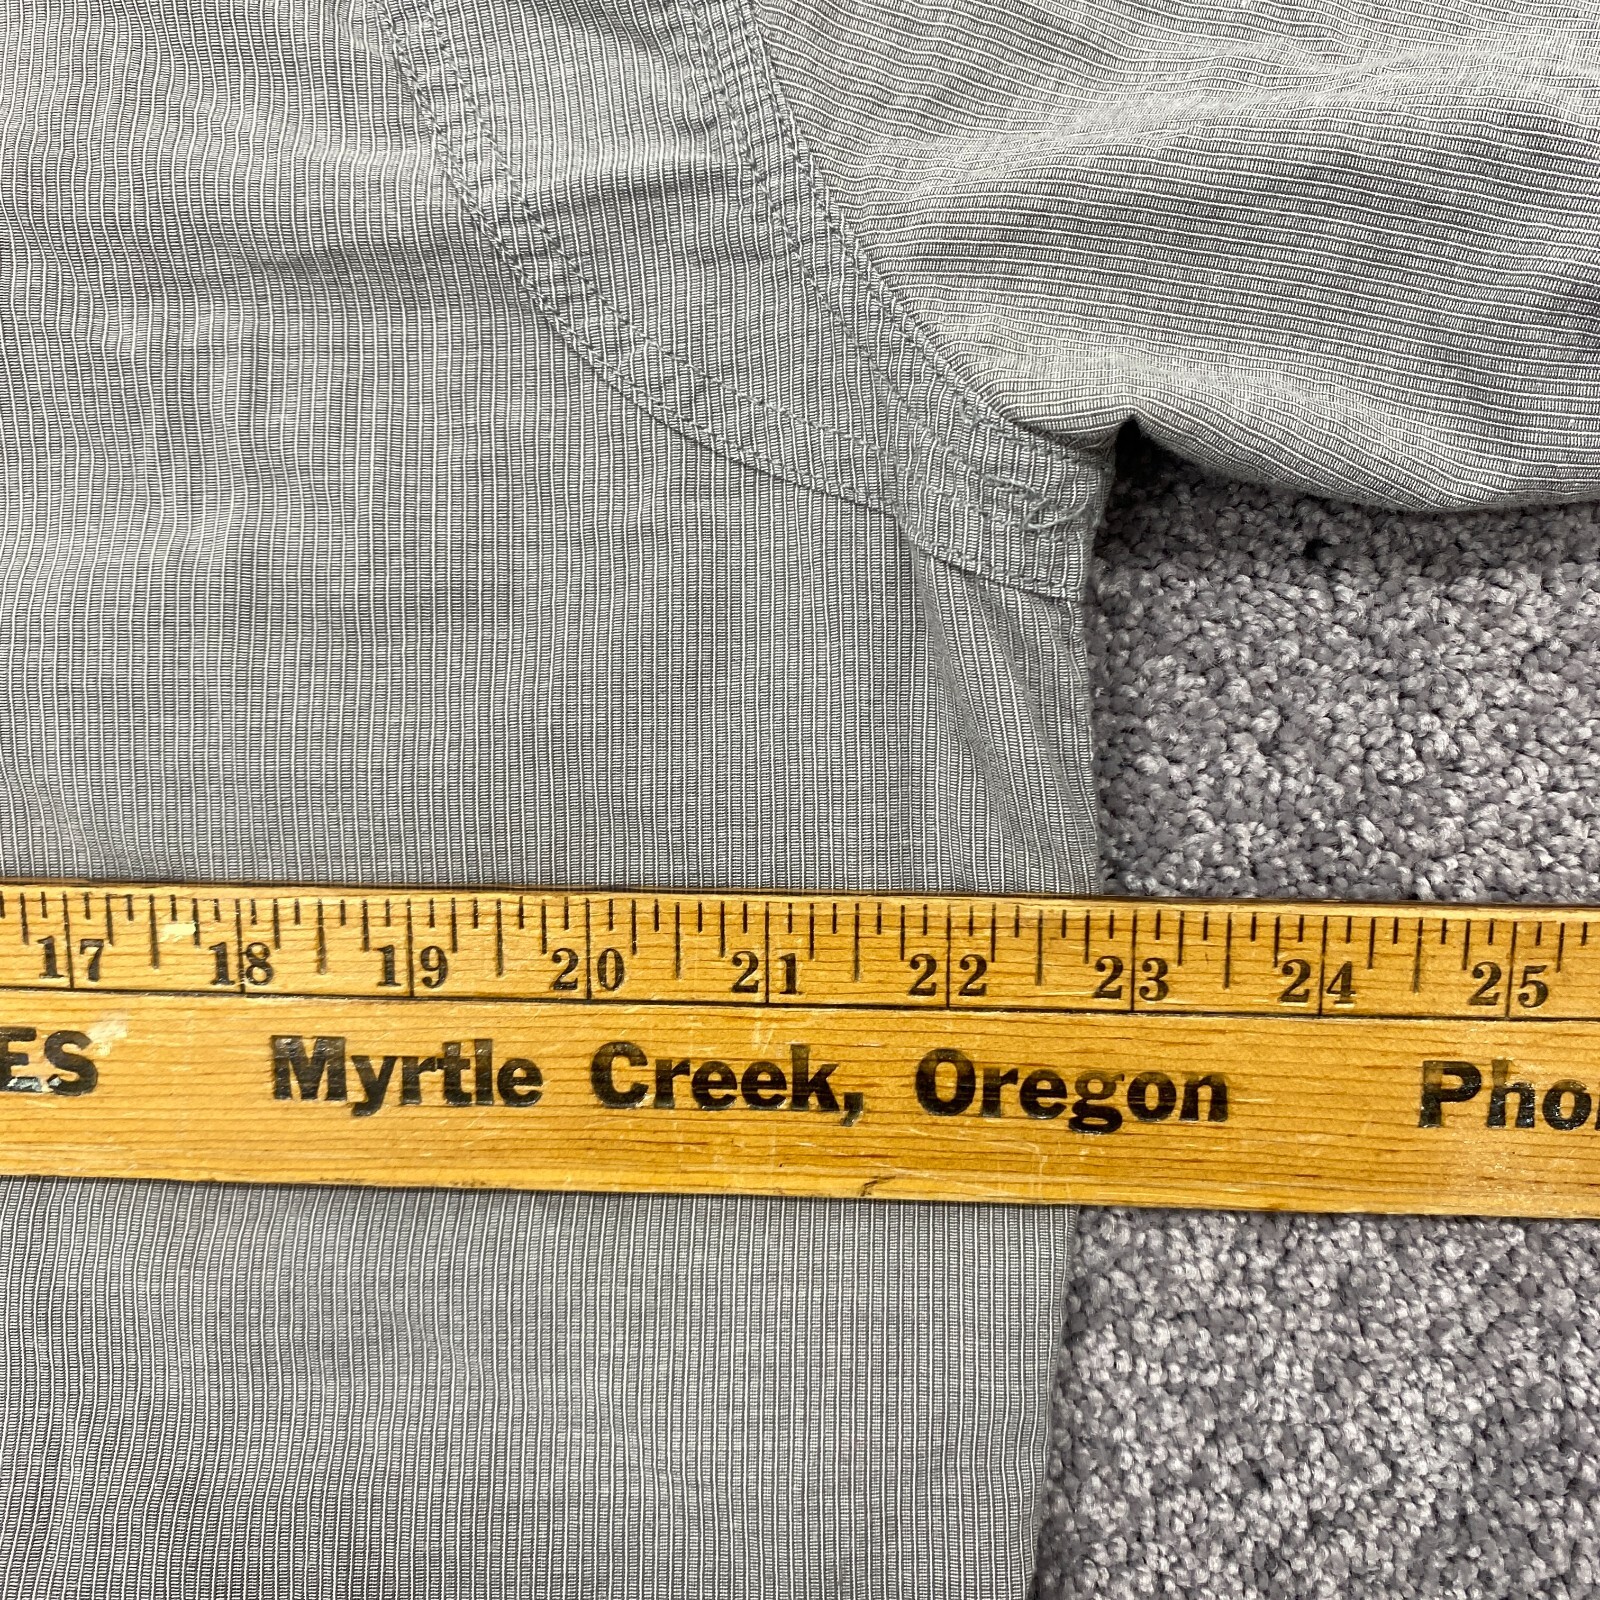 17 18 19 20 21 22 23 24 25
ES Myrtle Creek, Oregon Pho